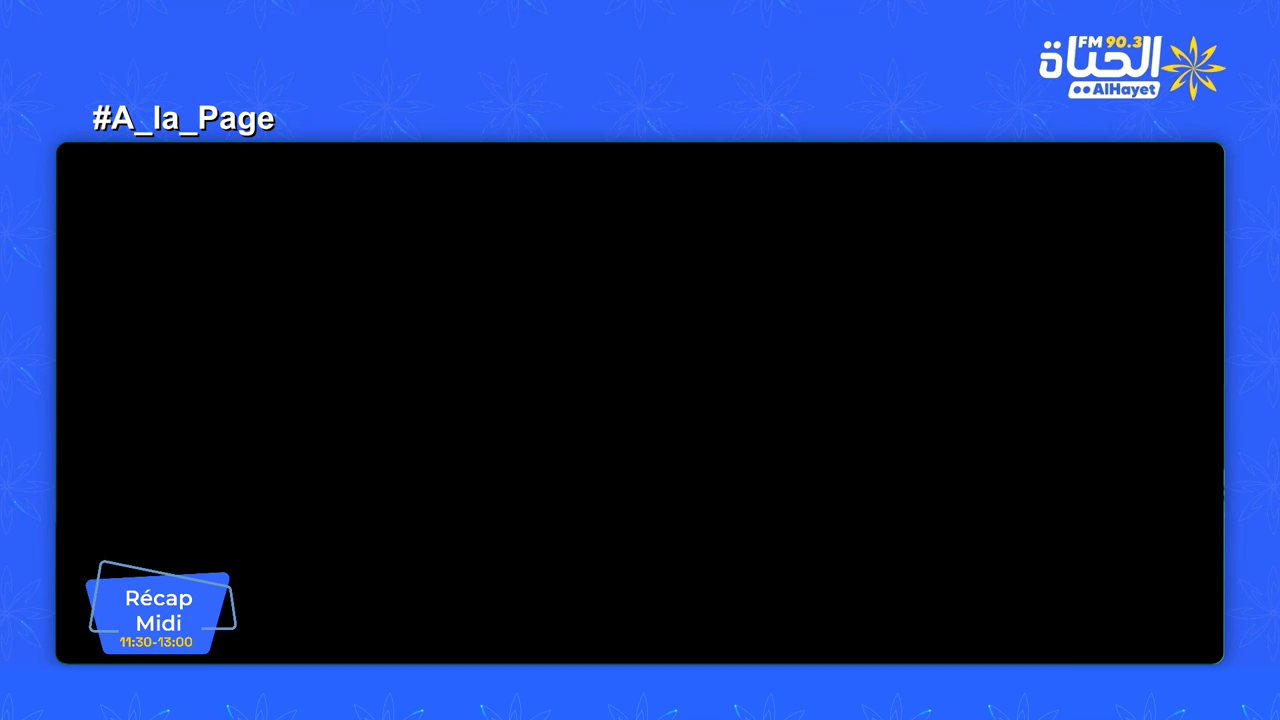 FM 90.3
الحياة
AlHayet
#A_la_Page
Récap
Midi
11:30-13:00